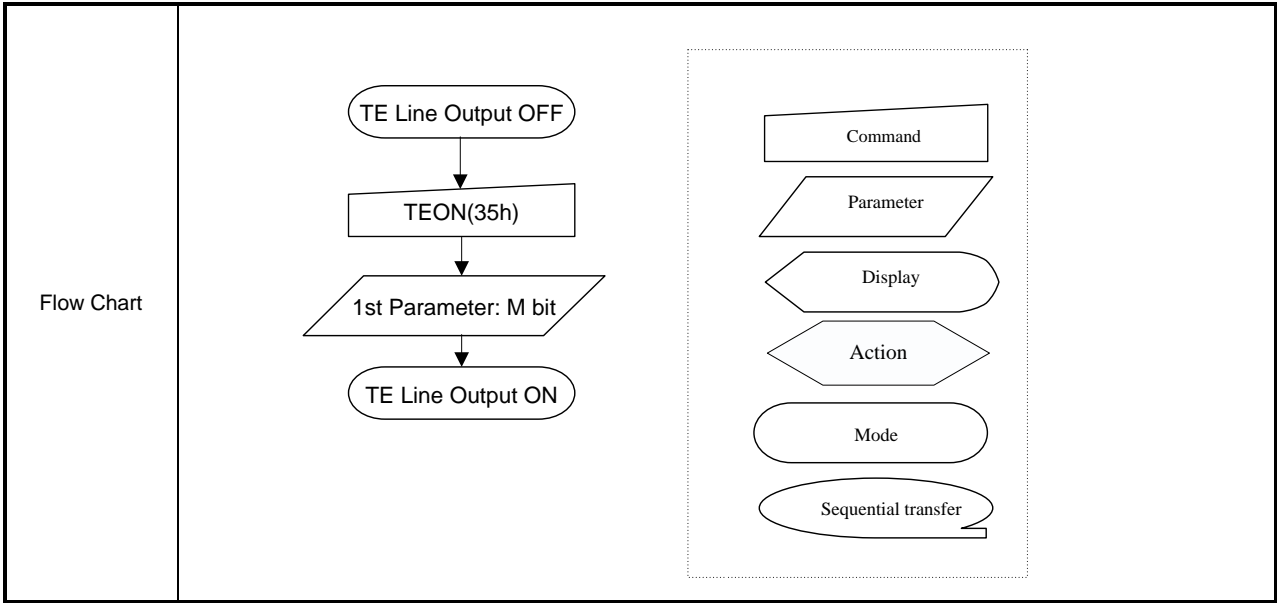 Flow Chart
TE Line Output OFF
TEON(35h)
1st Parameter: M bit
TE Line Output ON
Command
Parameter
Display
Action
Mode
Sequential transfer